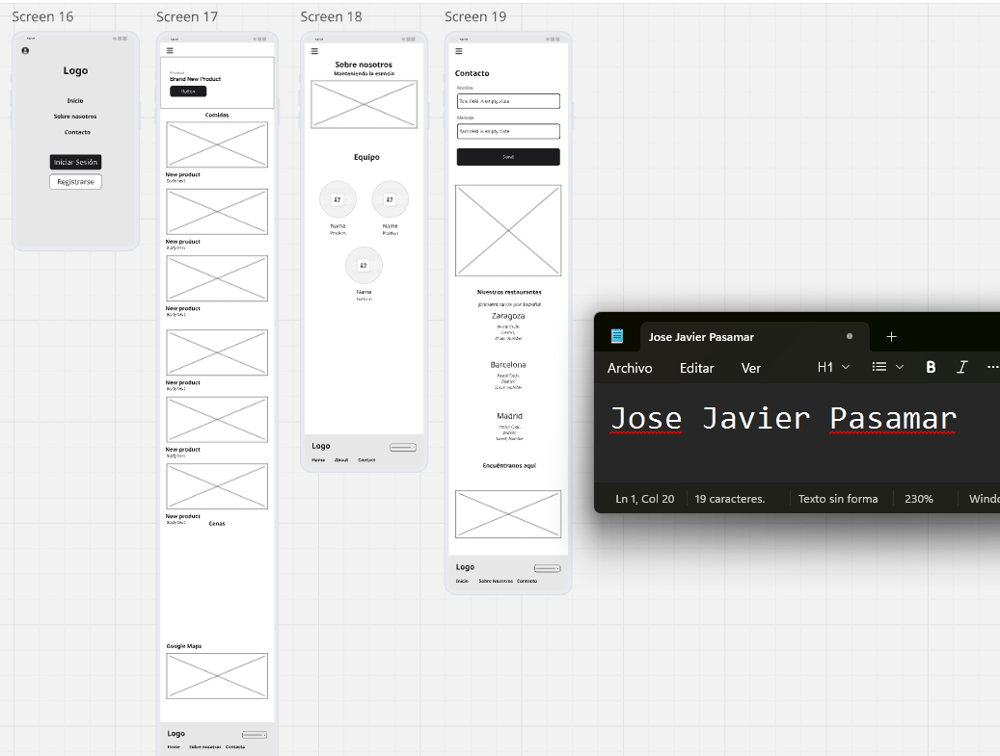 Screen 16
Logo
Inicio
Sobre nosotros
Contacto
Iniciar Sesión
Registrarse
Screen 17
Product
Brand New Product
Button
Comidas
New product
Body text
New product
Body text
New product
Body text
New product
Body text
New product
Body text
New product
Body text
Cenas
Google Maps
Logo
Home Sobre nosotros Contacto
Screen 18
Sobre nosotros
Manteniendo la esencia
Equipo
Name
Position
Name
Position
Name
Position
Logo
Home About Contact
Screen 19
Contacto
Nombre
Text field in empty state
Mensaje
Text field in empty state
Send
Nuestros restaurantes
¡Encuéntranos por España!
Zaragoza
Barcelona
Madrid
Encuéntranos aquí
Logo
Inicio Sobre Nosotros Contacto
Jose Javier Pasamar
Archivo Editar Ver H1 B I
Jose Javier Pasamar
Ln 1, Col 20 19 caracteres. Texto sin forma 230% Windo